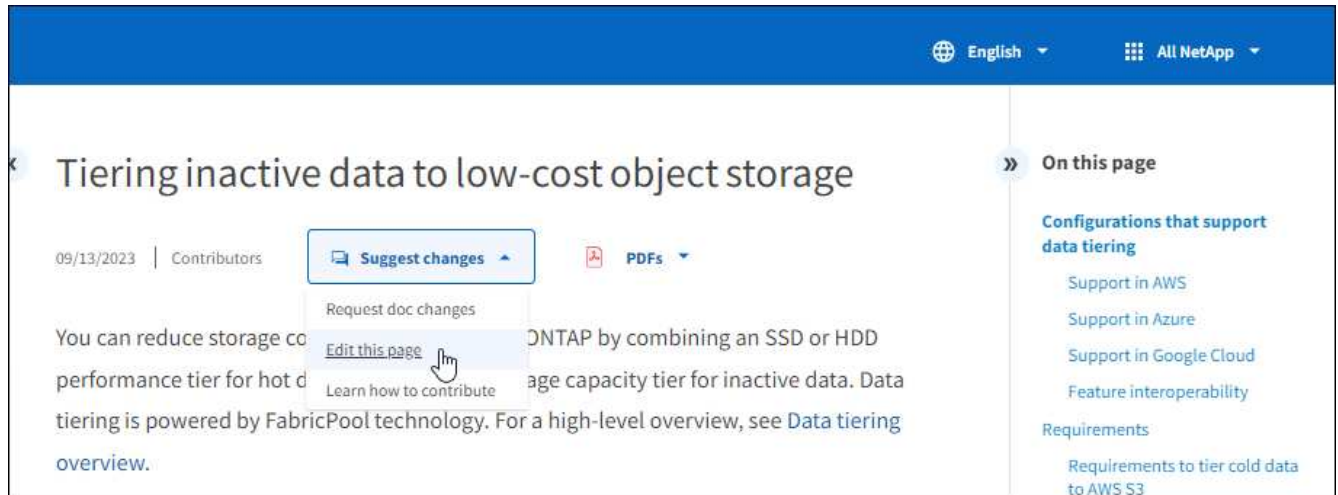 English
All NetApp
Tiering inactive data to low-cost object storage
09/13/2023
Contributors
Suggest changes
PDFs
Request doc changes
Edit this page
Learn how to contribute
You can reduce storage co ONTAP by combining an SSD or HDD
performance tier for hot d age capacity tier for inactive data. Data
tiering is powered by FabricPool technology. For a high-level overview, see Data tiering
overview.
On this page
Configurations that support
data tiering
Support in AWS
Support in Azure
Support in Google Cloud
Feature interoperability
Requirements
Requirements to tier cold data
to AWS S3